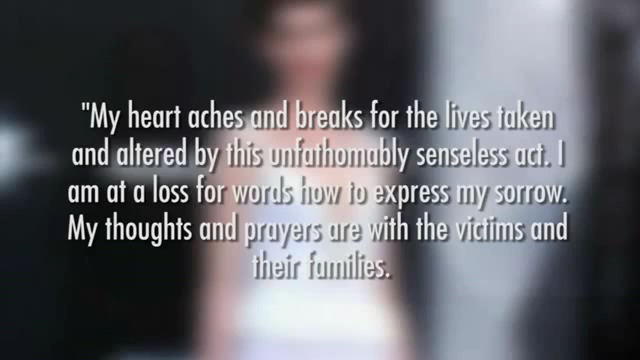 "My heart aches and breaks for the lives taken
and altered by this unfathomably senseless act. I
am at a loss for words how to express my sorrow.
My thoughts and prayers are with the victims and
their families.